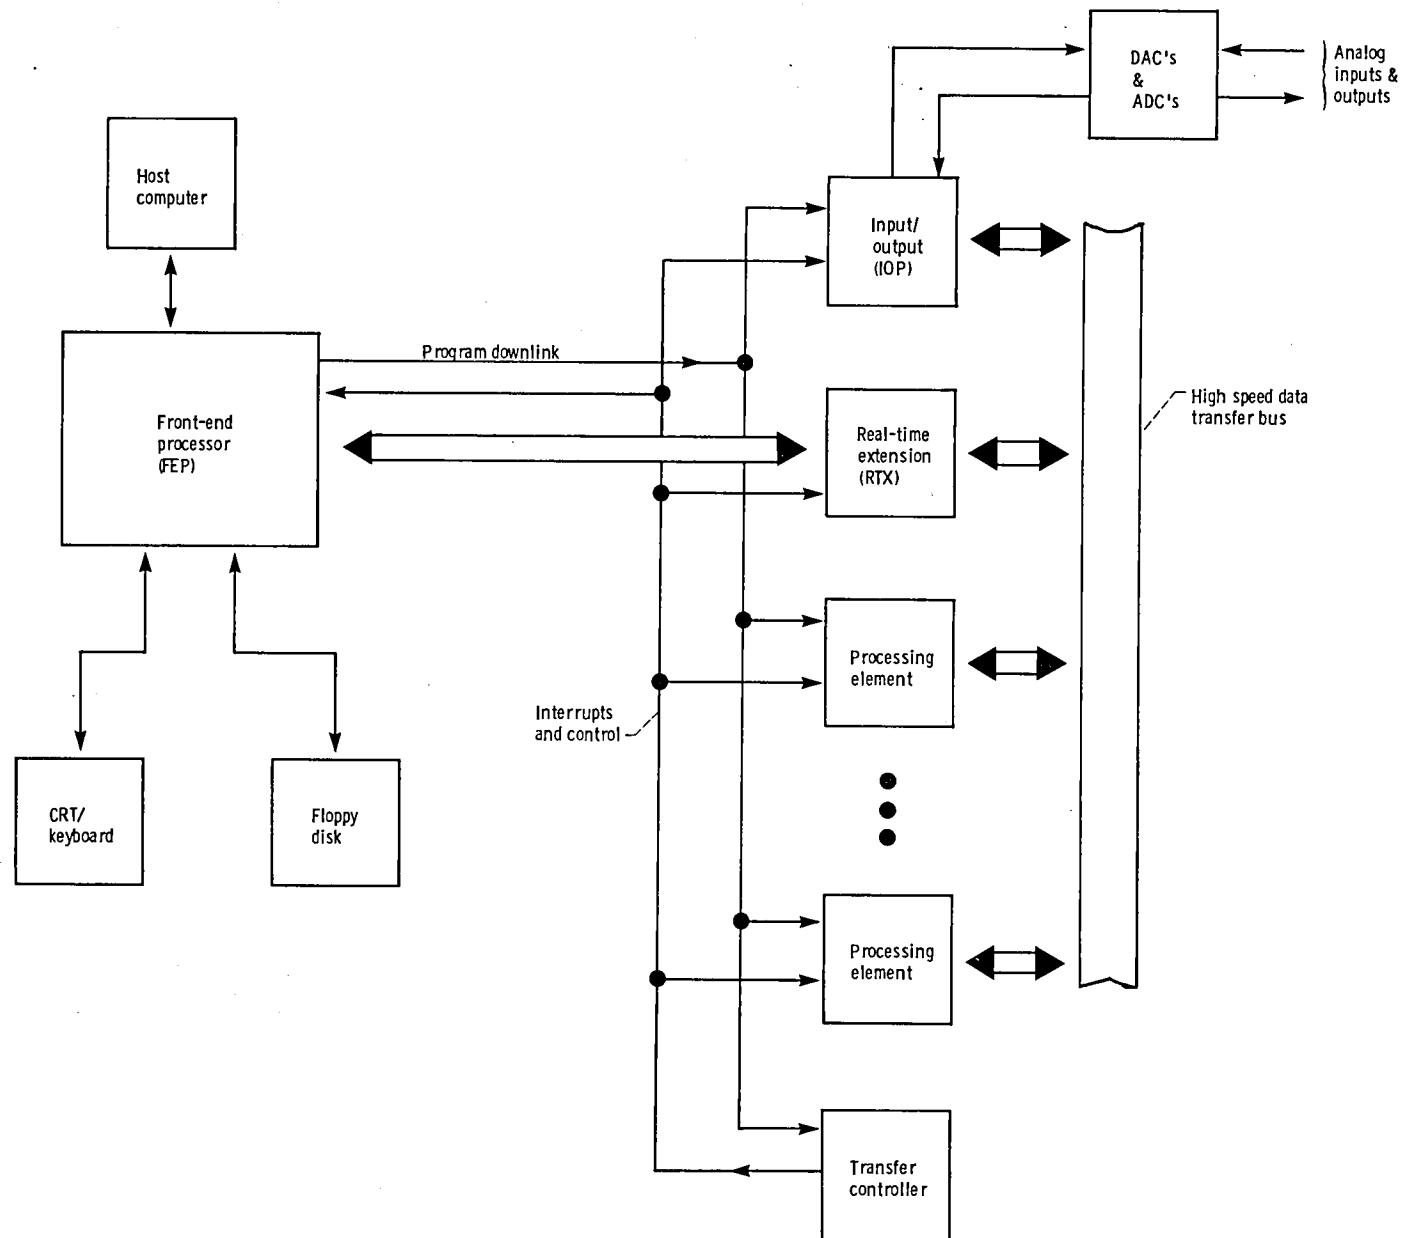 DAC's
&
ADC's
Analog
inputs &
outputs
Host
computer
Input/
output
(IOP)
Program downlink
Front-end
processor
(FEP)
Real-time
extension
(RTX)
High speed data
transfer bus
Processing
element
Interrupts
and control
CRT/
keyboard
Floppy
disk
Processing
element
Transfer
controller